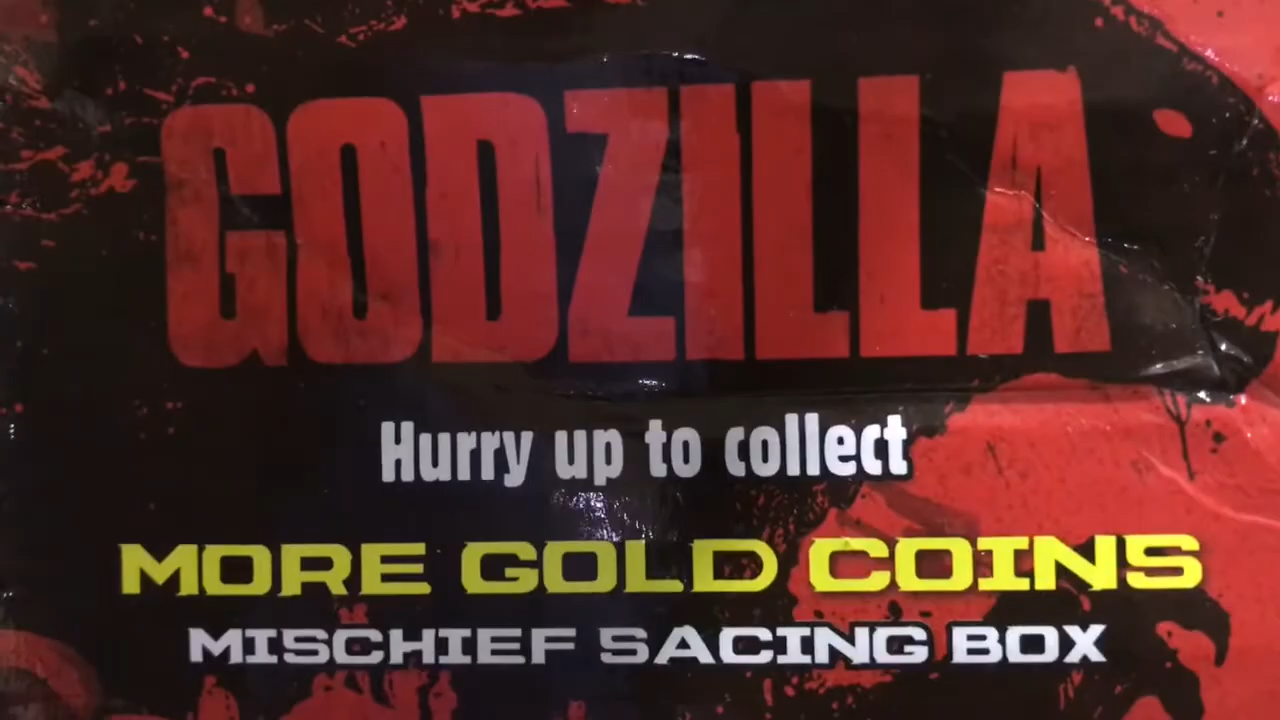 GODZILLA
Hurry up to collect
MORE GOLD COINS
MISCHIEF SACING BOX